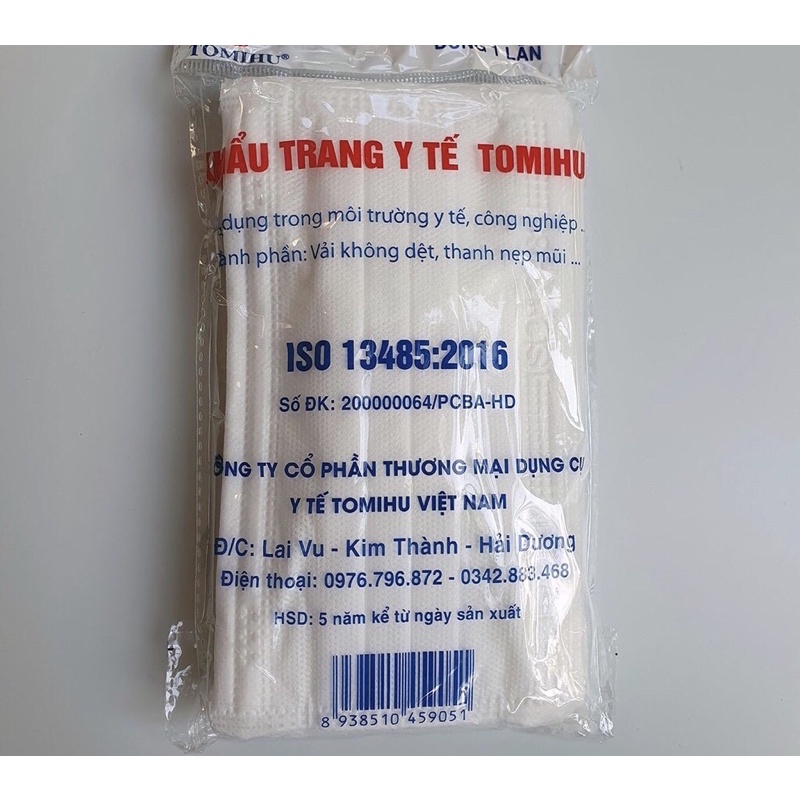 TOMIHU®
DÙNG 1 LẦN
KHẨU TRANG Y TẾ TOMIHU
dụng trong môi trường y tế, công nghiệp ...
ành phần: Vải không dệt, thanh nẹp mũi ...
ISO 13485:2016
Số ĐK: 200000064/PCBA-HD
ÔNG TY CỔ PHẦN THƯƠNG MẠI DỤNG CỤ
Y TẾ TOMIHU VIỆT NAM
Đ/C: Lai Vu - Kim Thành - Hải Dương
Điện thoại: 0976.796.872 - 0342.883.468
HSD: 5 năm kể từ ngày sản xuất
8 938510 459051